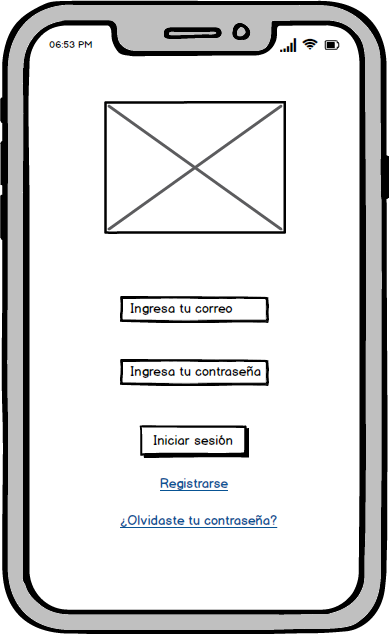 06:53 PM
Ingresa tu correo
Ingresa tu contraseña
Iniciar sesión
Registrarse
¿Olvidaste tu contraseña?